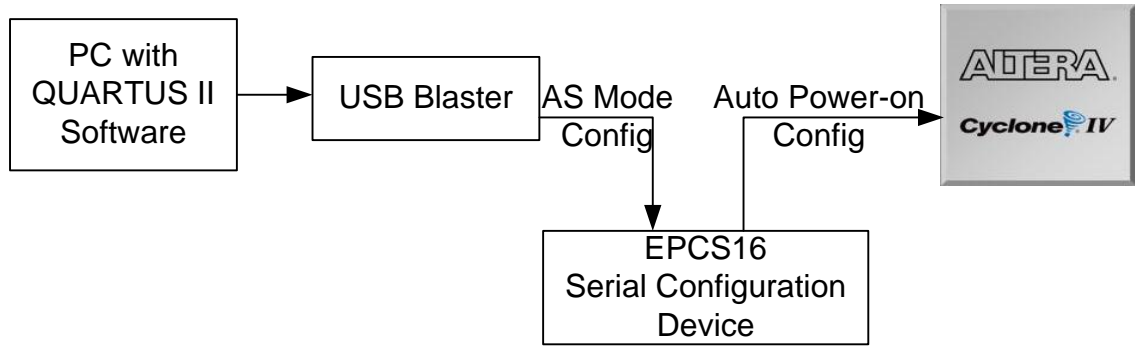 PC with
QUARTUS II
Software
USB Blaster
AS Mode
Config
Auto Power-on
Config
ALTERA.
Cyclone IV
EPCS16
Serial Configuration
Device